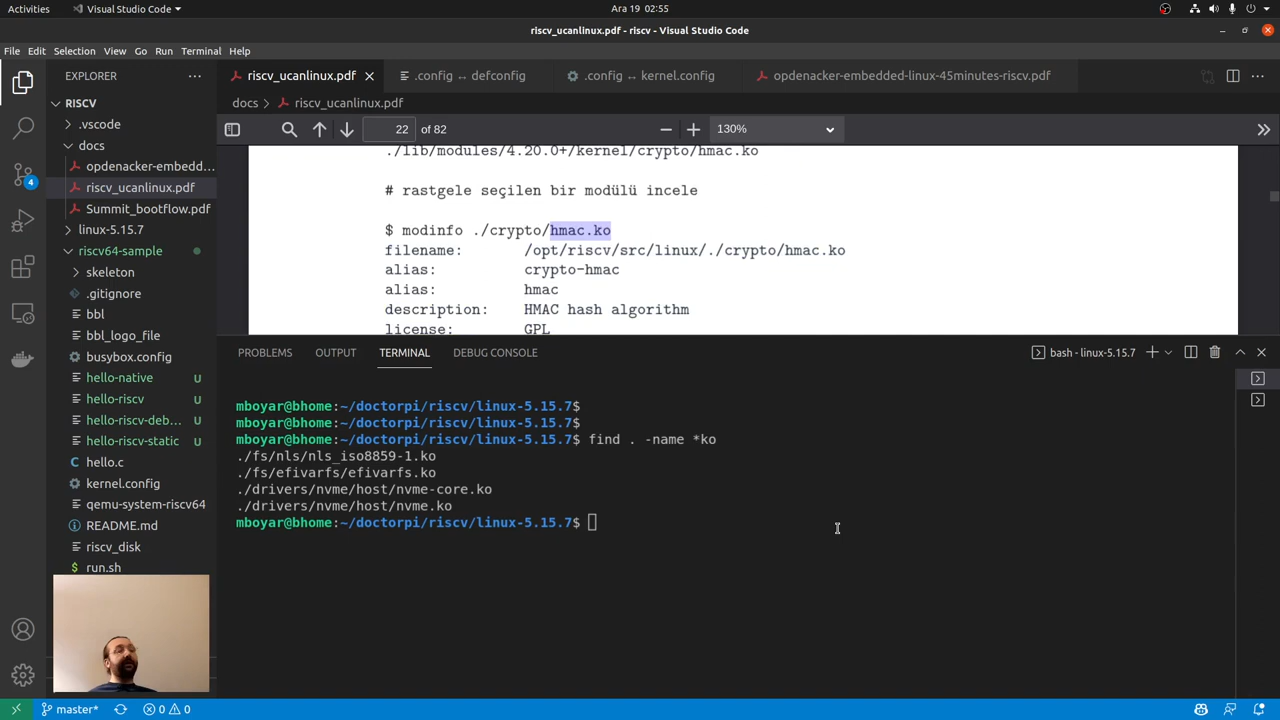 Activities
Visual Studio Code
Ara 19 02:55
riscv_ucanlinux.pdf - riscv - Visual Studio Code
File Edit Selection View Go Run Terminal Help
EXPLORER
RISCV
.vscode
docs
opdenacker-embedd...
riscv_ucanlinux.pdf
Summit_bootflow.pdf
linux-5.15.7
riscv64-sample
skeleton
.gitignore
bbl
bbl_logo_file
busybox.config
hello-native U
hello-riscv U
hello-riscv-deb... U
hello-riscv-static U
hello.c
kernel.config
qemu-system-riscv64
README.md
riscv_disk
run.sh
4
riscv_ucanlinux.pdf
.config ↔ defconfig
.config ↔ kernel.config
opdenacker-embedded-linux-45minutes-riscv.pdf
docs > riscv_ucanlinux.pdf
22 of 82
130%
./lib/modules/4.20.0+/kernel/crypto/hmac.ko
# rastgele seçilen bir modülü incele
$ modinfo ./crypto/hmac.ko
filename: /opt/riscv/src/linux/./crypto/hmac.ko
alias: crypto-hmac
alias: hmac
description: HMAC hash algorithm
license: GPL
PROBLEMS OUTPUT TERMINAL DEBUG CONSOLE
bash - linux-5.15.7
mboyar@bhome:~/doctorpi/riscv/linux-5.15.7$
mboyar@bhome:~/doctorpi/riscv/linux-5.15.7$
mboyar@bhome:~/doctorpi/riscv/linux-5.15.7$ find . -name *ko
./fs/nls/nls_iso8859-1.ko
./fs/efivarfs/efivarfs.ko
./drivers/nvme/host/nvme-core.ko
./drivers/nvme/host/nvme.ko
mboyar@bhome:~/doctorpi/riscv/linux-5.15.7$
master* 0 0